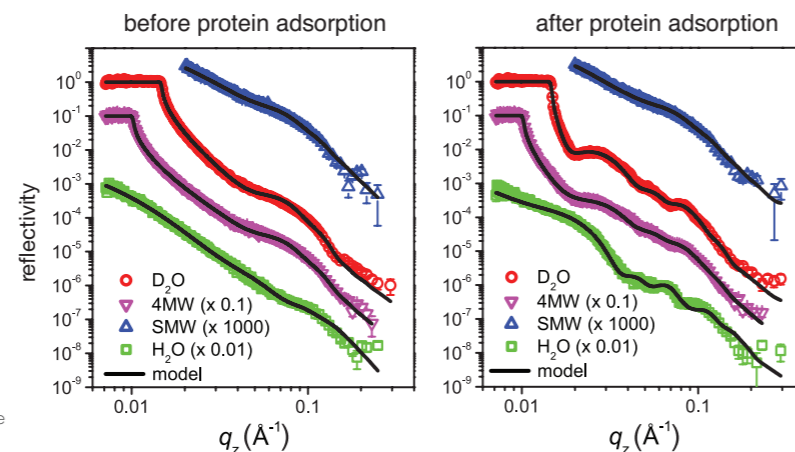 before protein adsorption
after protein adsorption
reflectivity
10⁰
10⁻¹
10⁻²
10⁻³
10⁻⁴
10⁻⁵
10⁻⁶
10⁻⁷
10⁻⁸
10⁻⁹
D₂O
4MW (x 0.1)
SMW (x 1000)
H₂O (x 0.01)
model
0.01
0.1
q_z (Å⁻¹)
10⁰
10⁻¹
10⁻²
10⁻³
10⁻⁴
10⁻⁵
10⁻⁶
10⁻⁷
10⁻⁸
10⁻⁹
D₂O
4MW (x 0.1)
SMW (x 1000)
H₂O (x 0.01)
model
0.01
0.1
q_z (Å⁻¹)
e